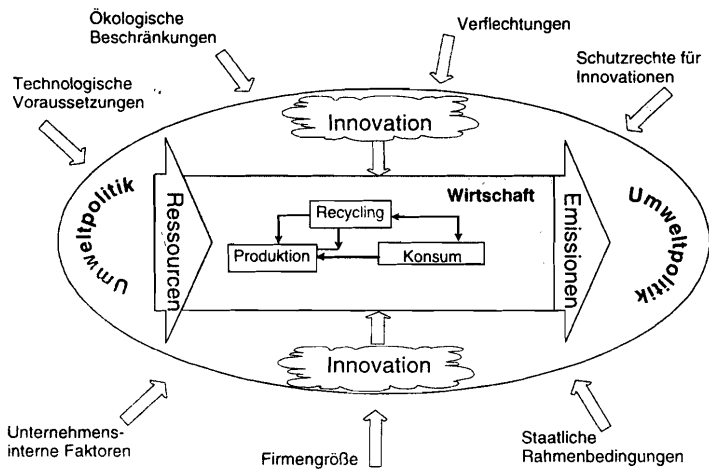 Ökologische
Beschränkungen
Verflechtungen
Schutzrechte für
Innovationen
Technologische
Voraussetzungen
Innovation
Umweltpolitik
Ressourcen
Wirtschaft
Recycling
Produktion
Konsum
Emissionen
Umweltpolitik
Innovation
Unternehmens-
interne Faktoren
Firmengröße
Staatliche
Rahmenbedingungen